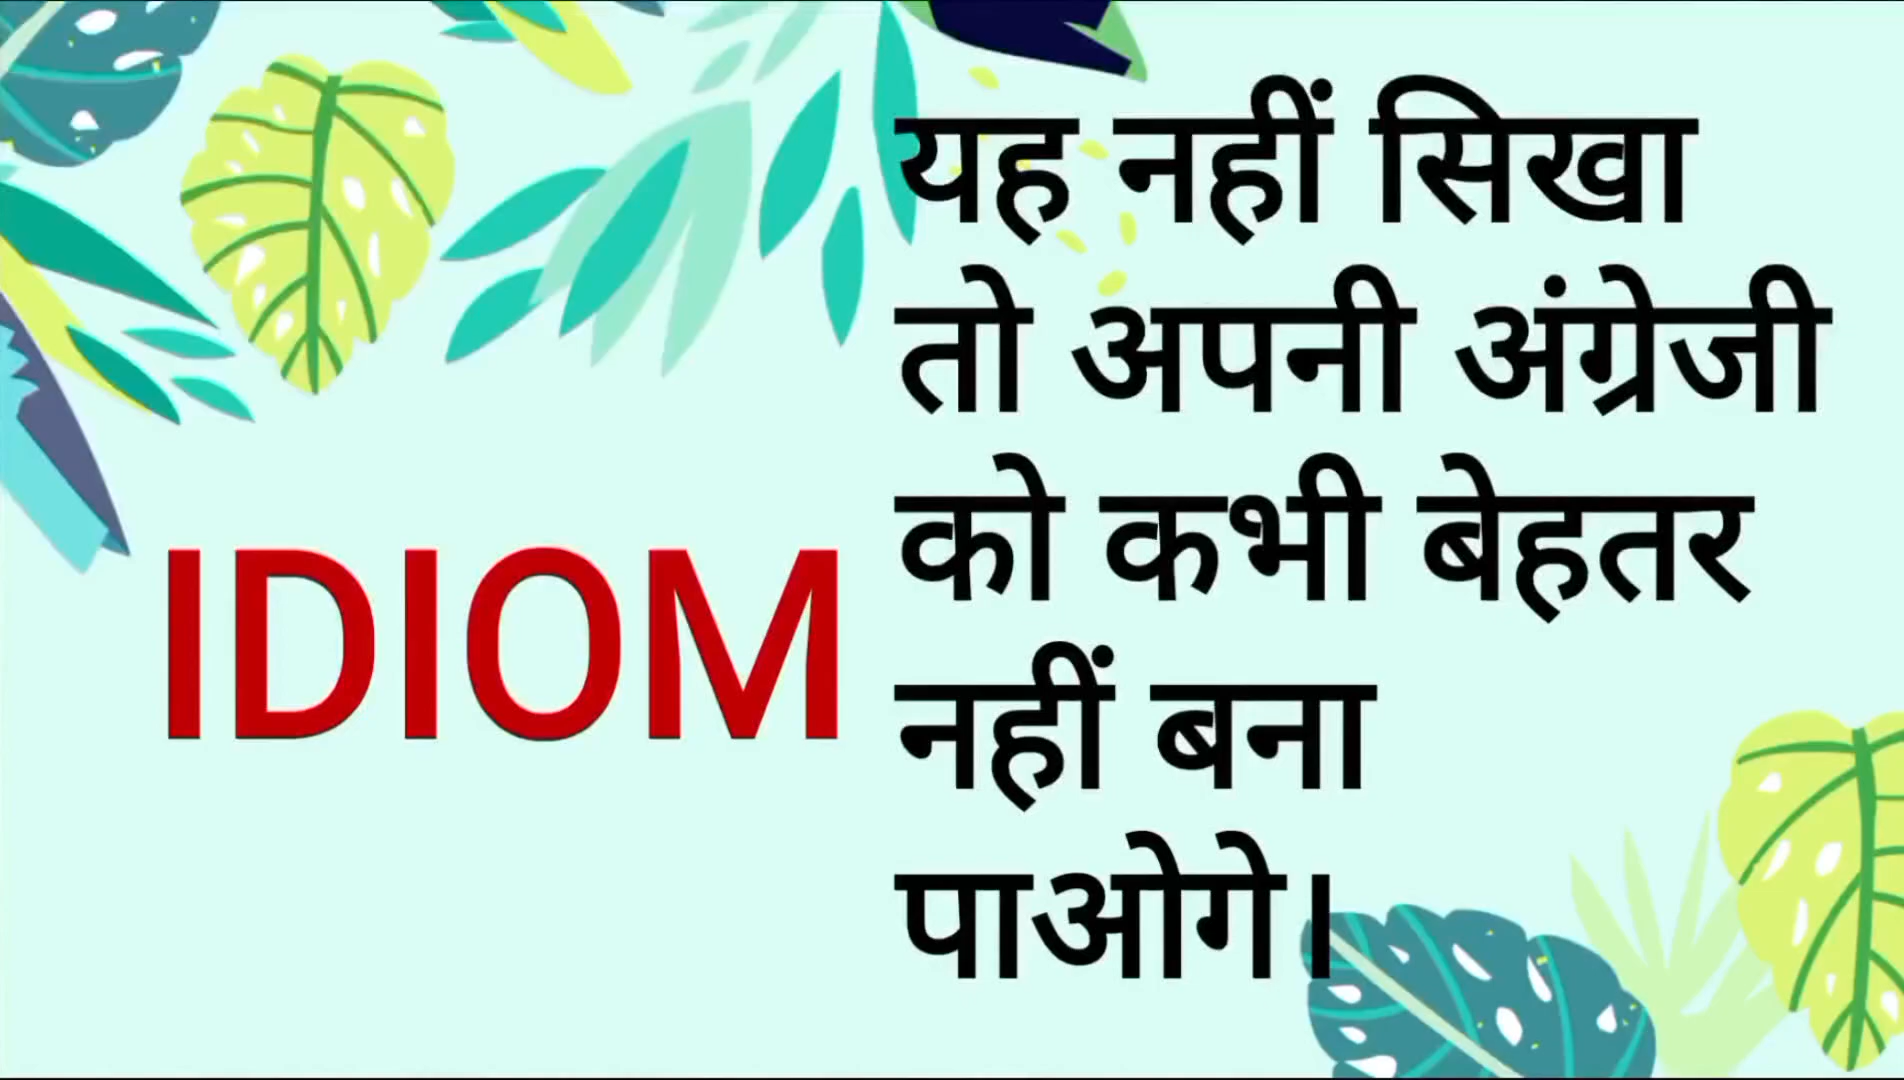 IDIOM
यह नहीं सिखा
तो अपनी अंग्रेजी
को कभी बेहतर
नहीं बना
पाओगे।